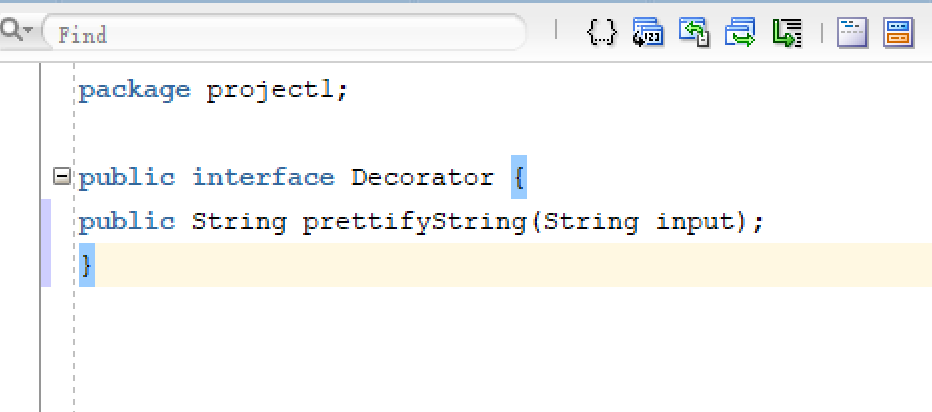 Find
package project1;
public interface Decorator {
public String prettifyString(String input);
}